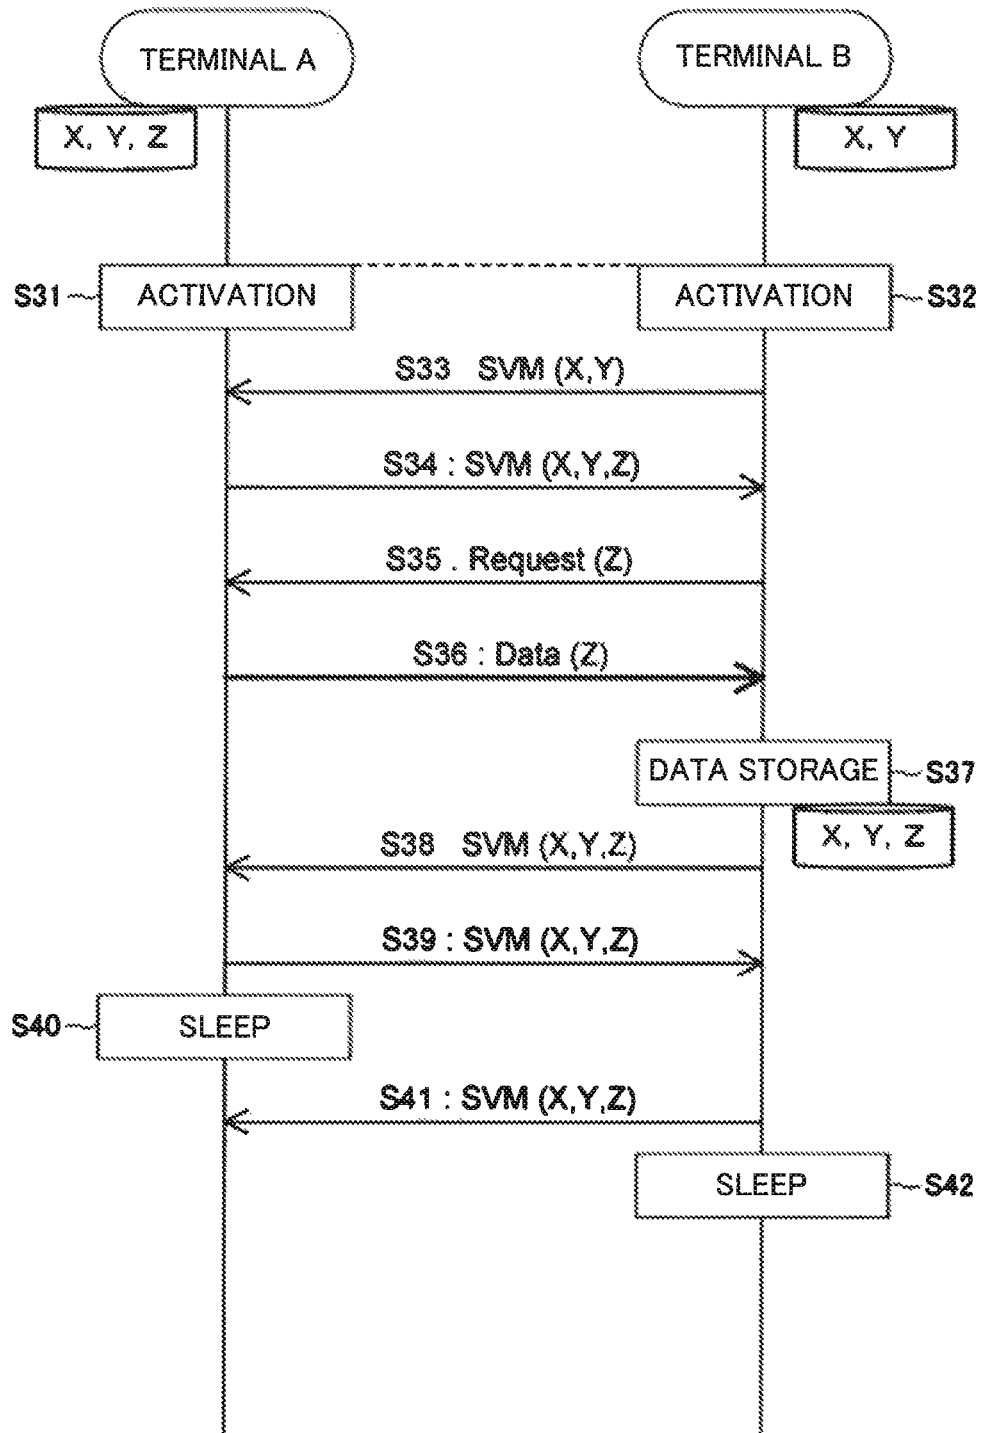 TERMINAL A
TERMINAL B
X, Y, Z
X, Y
S31
ACTIVATION
ACTIVATION
S32
S33 SVM (X,Y)
S34 : SVM (X,Y,Z)
S35 . Request (Z)
S36 : Data (Z)
DATA STORAGE
S37
X, Y, Z
S38 SVM (X,Y,Z)
S39 : SVM (X,Y,Z)
S40
SLEEP
S41 : SVM (X,Y,Z)
SLEEP
S42